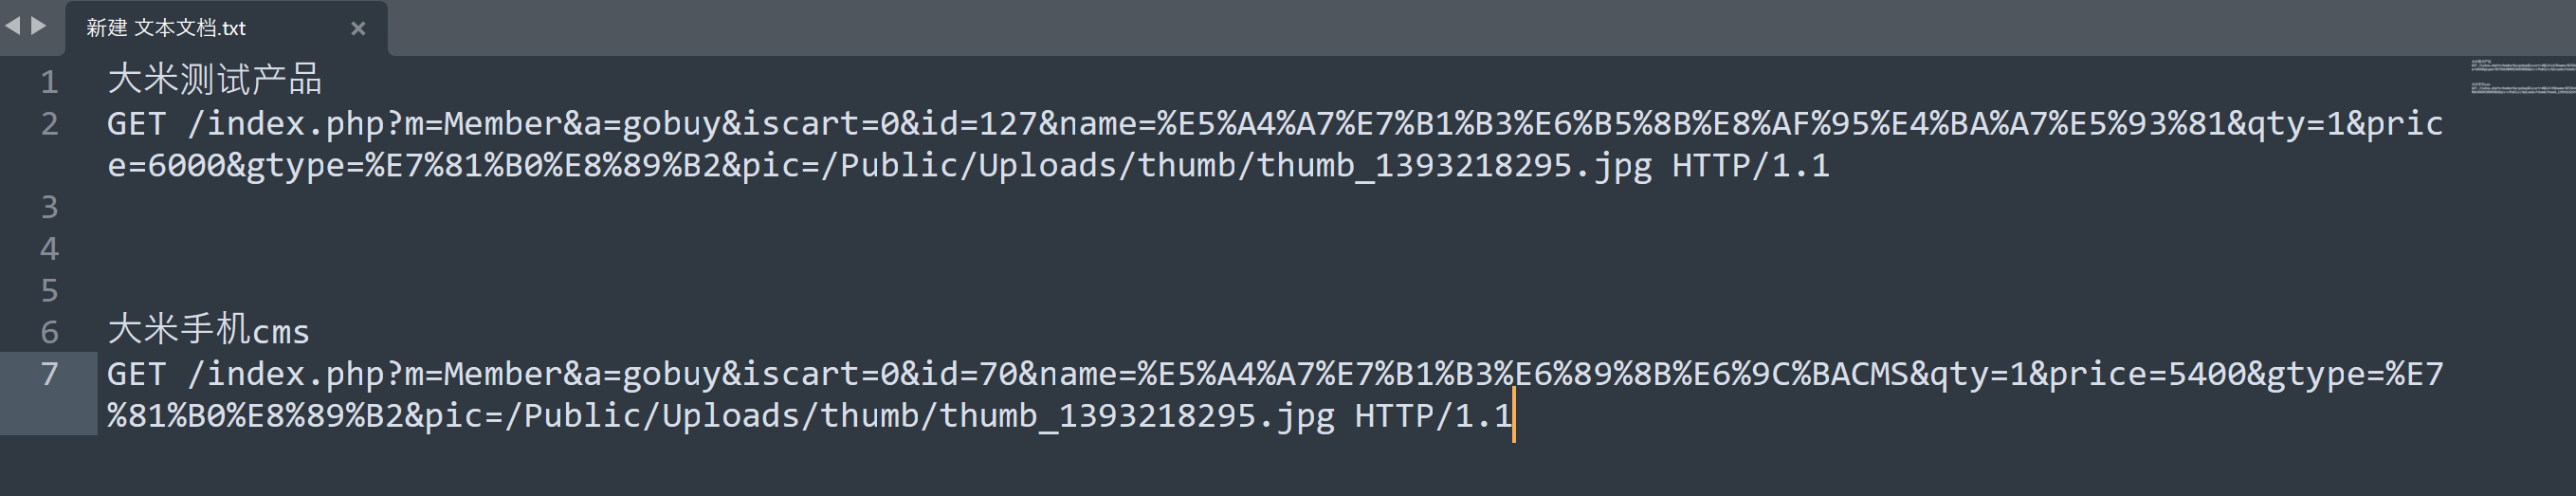 新建 文本文档.txt
1 大米测试产品
2 GET /index.php?m=Member&a=gobuy&iscart=0&id=127&name=%E5%A4%A7%E7%B1%B3%E6%B5%8B%E8%AF%95%E4%BA%A7%E5%93%81&qty=1&pric
e=6000&gtype=%E7%81%B0%E8%89%B2&pic=/Public/Uploads/thumb/thumb_1393218295.jpg HTTP/1.1
3
4
5
6 大米手机cms
7 GET /index.php?m=Member&a=gobuy&iscart=0&id=70&name=%E5%A4%A7%E7%B1%B3%E6%89%8B%E6%9C%BACMS&qty=1&price=5400&gtype=%E7
%81%B0%E8%89%B2&pic=/Public/Uploads/thumb/thumb_1393218295.jpg HTTP/1.1